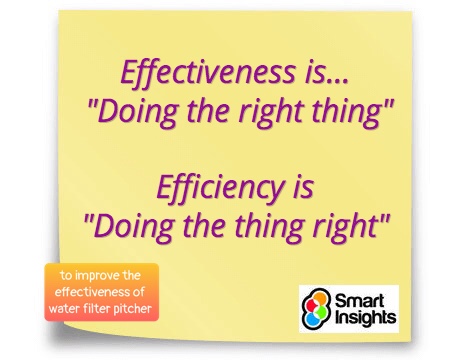 Effectiveness is...
"Doing the right thing"
Efficiency is
"Doing the thing right"
to improve the
effectiveness of
water filter pitcher
Smart
Insights